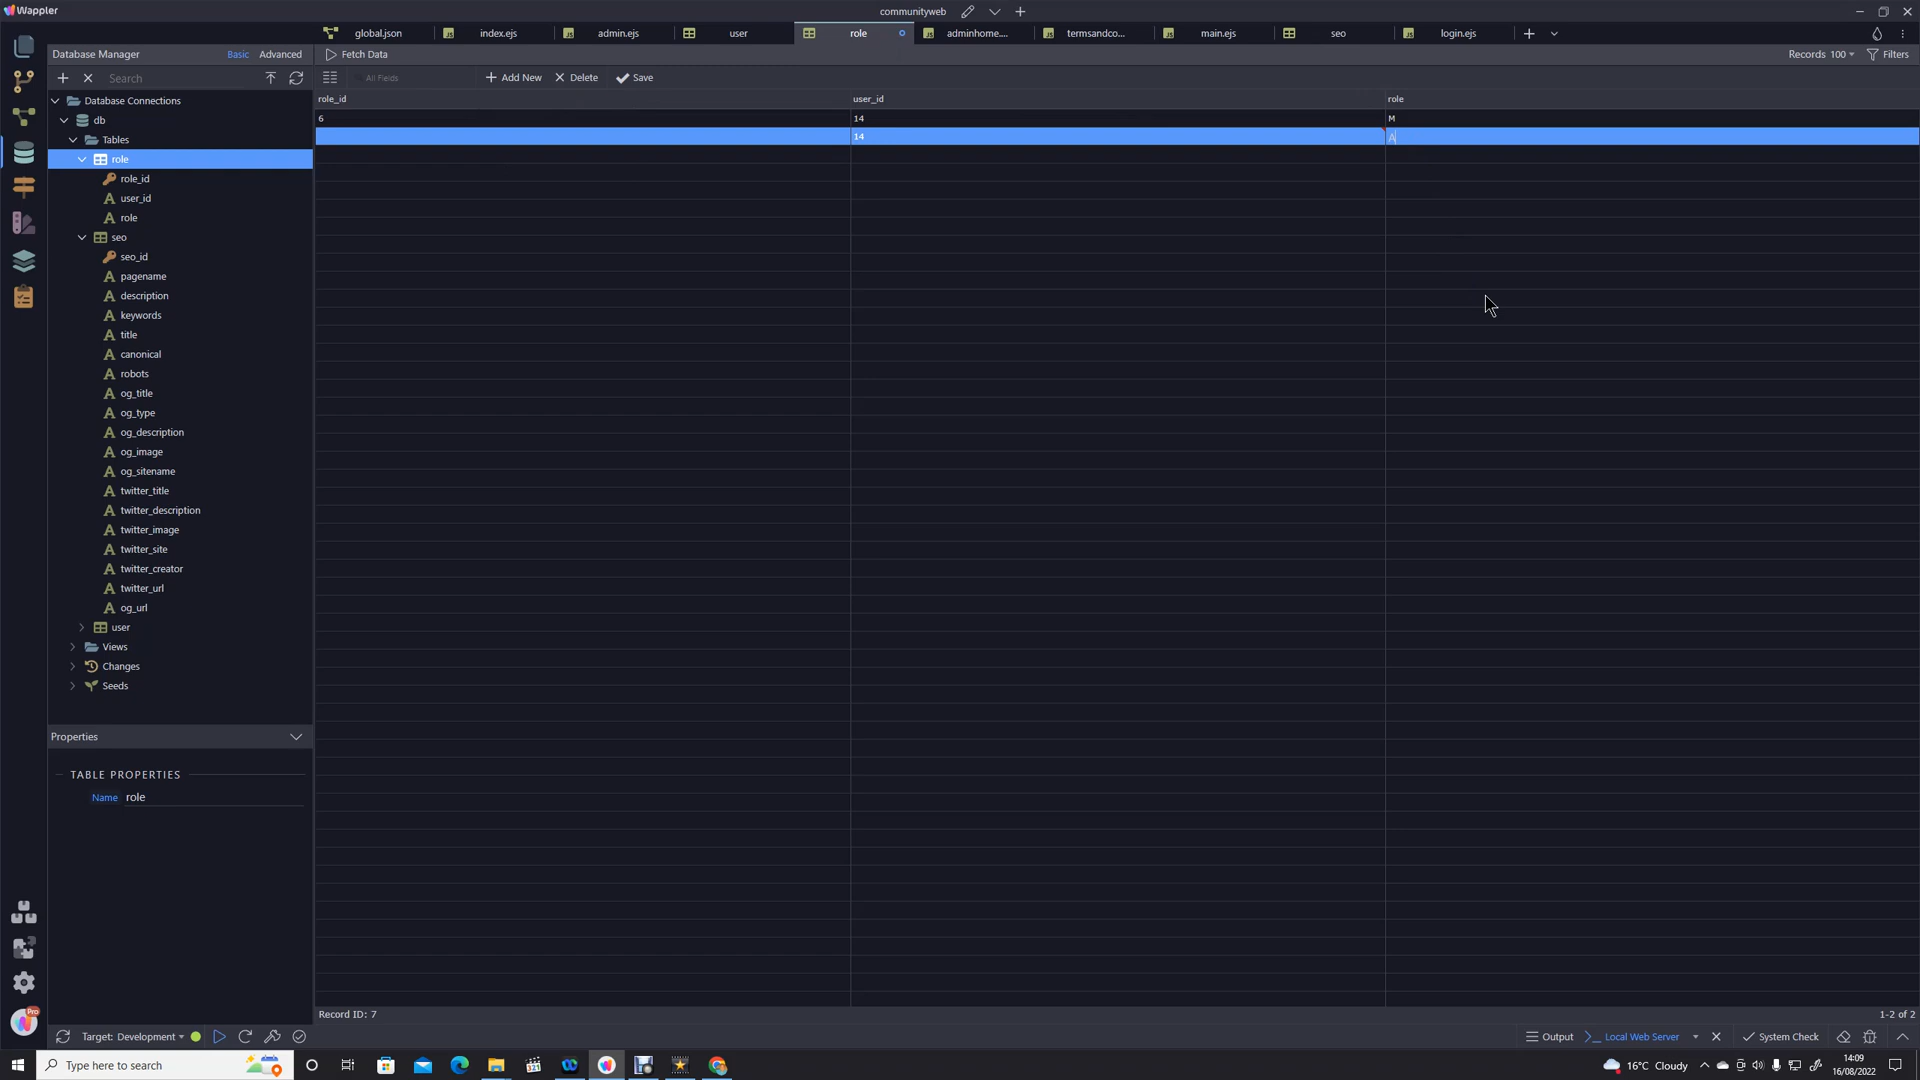 Wappler
communityweb
global.json
index.ejs
admin.ejs
user
role
adminhome....
termsandco...
main.ejs
seo
login.ejs
Database Manager
Basic
Advanced
Fetch Data
Records 100
Filters
Search
All Fields
Add New
Delete
Save
role_id
user_id
role
6
14
M
14
A
Database Connections
db
Tables
role
role_id
user_id
role
seo
seo_id
pagename
description
keywords
title
canonical
robots
og_title
og_type
og_description
og_image
og_sitename
twitter_title
twitter_description
twitter_image
twitter_site
twitter_creator
twitter_url
og_url
user
Views
Changes
Seeds
Properties
TABLE PROPERTIES
Name role
Record ID: 7
1-2 of 2
Pro
Target: Development
Output
Local Web Server
System Check
Type here to search
16°C Cloudy
14:09
16/08/2022